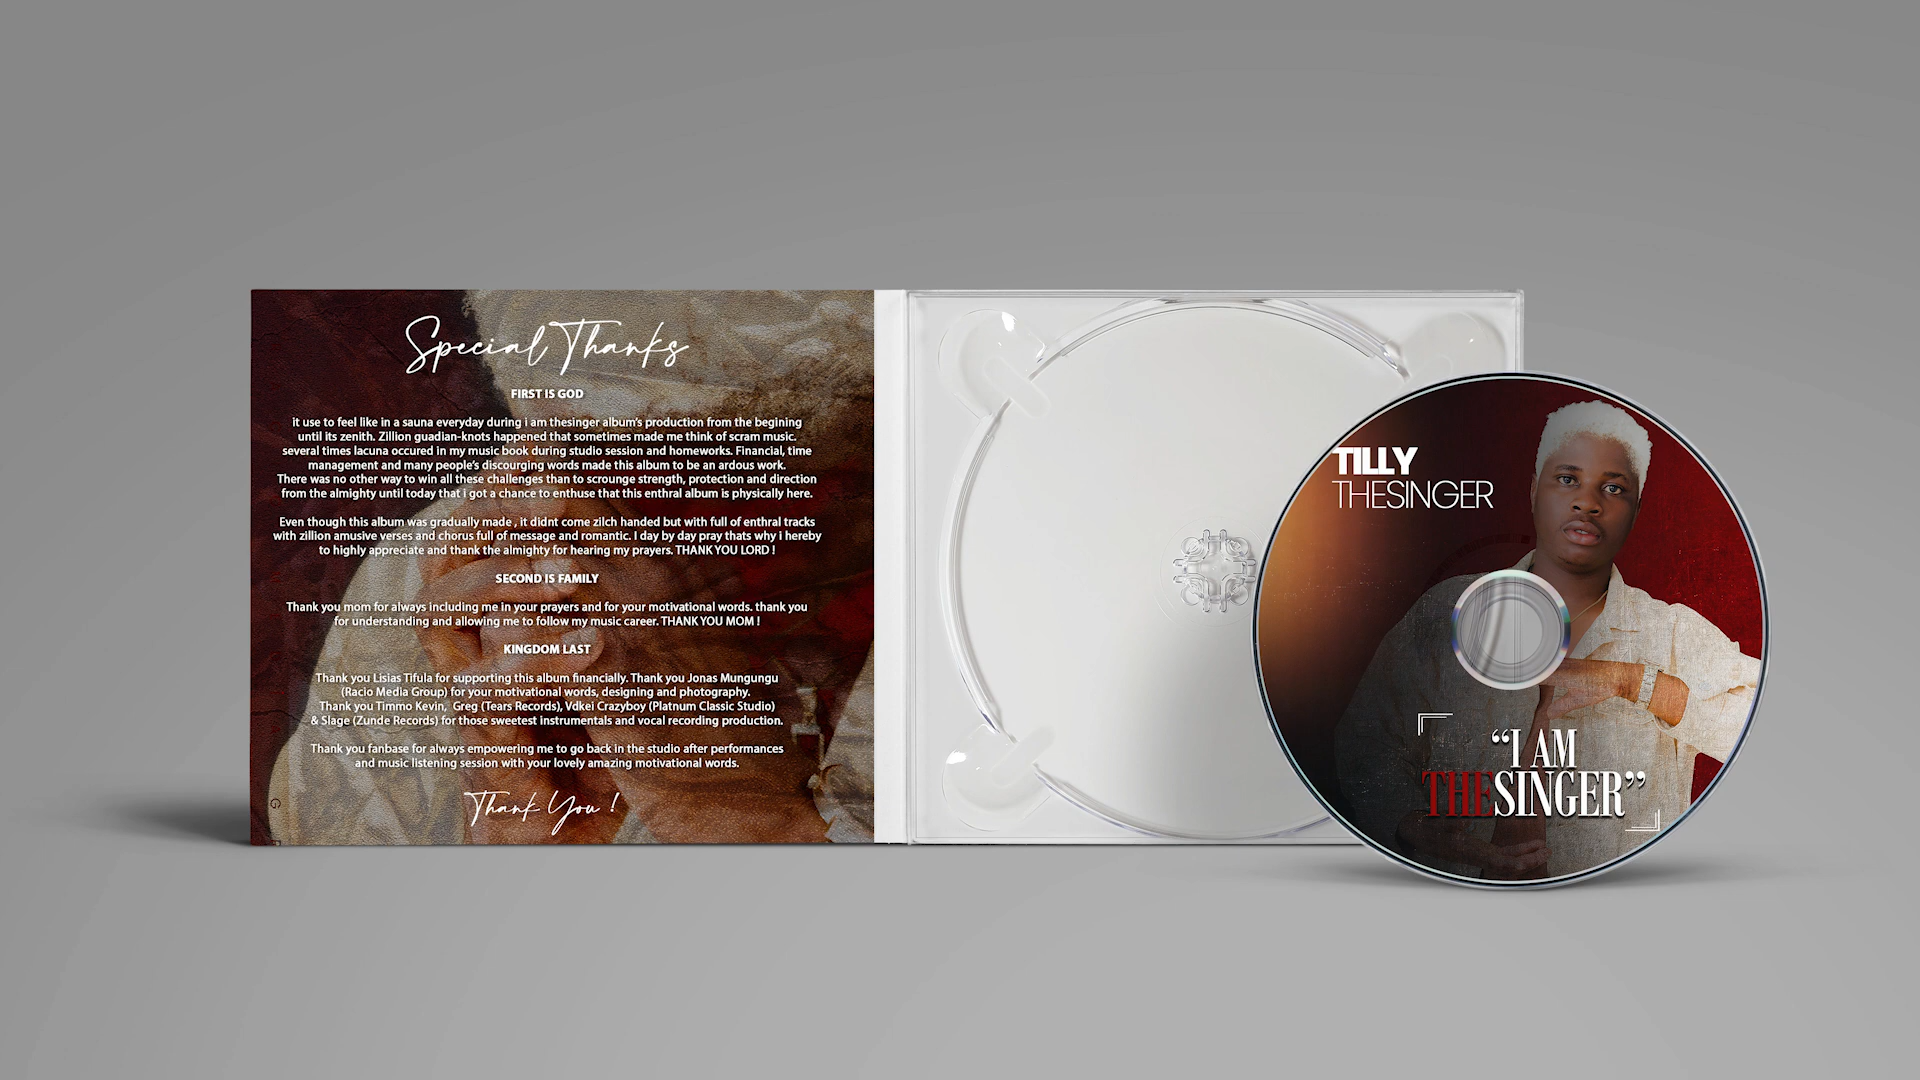 Special Thanks
FIRST IS GOD
it use to feel like in a sauna everyday during i am thesinger album's production from the begining
until its zenith. Zillion guadian-knots happened that sometimes made me think of scram music.
several times lacuna occured in my music book during studio session and homeworks. Financial, time
management and many people's discourging words made this album to be an ardous work.
There was no other way to win all these challenges than to scrounge strength, protection and direction
from the almighty until today that i got a chance to enthuse that this enthral album is physically here.
Even though this album was gradually made , it didnt come zilch handed but with full of enthral tracks
with zillion amusive verses and chorus full of message and romantic. I day by day pray thats why i hereby
to highly appreciate and thank the almighty for hearing my prayers. THANK YOU LORD !
SECOND IS FAMILY
Thank you mom for always including me in your prayers and for your motivational words. thank you
for understanding and allowing me to follow my music career. THANK YOU MOM !
KINGDOM LAST
Thank you Lisias Tifula for supporting this album financially. Thank you Jonas Mungungu
(Racio Media Group) for your motivational words, designing and photography.
Thank you Timmo Kevin, Greg (Tears Records), Vdkei Crazyboy (Platnum Classic Studio)
& Slage (Zunde Records) for those sweetest instrumentals and vocal recording production.
Thank you fanbase for always empowering me to go back in the studio after performances
and music listening session with your lovely amazing motivational words.
Thank You !
TILLY
THESINGER
“I AM
THESINGER”